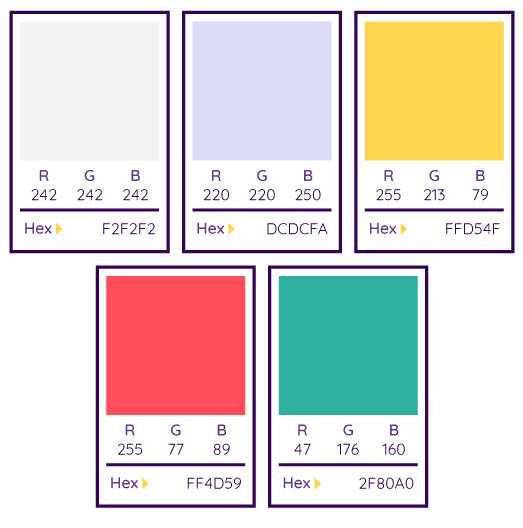 R G B
242 242 242
Hex F2F2F2
R G B
220 220 250
Hex DCDCFA
R G B
255 213 79
Hex FFD54F
R G B
255 77 89
Hex FF4D59
R G B
47 176 160
Hex 2F80A0